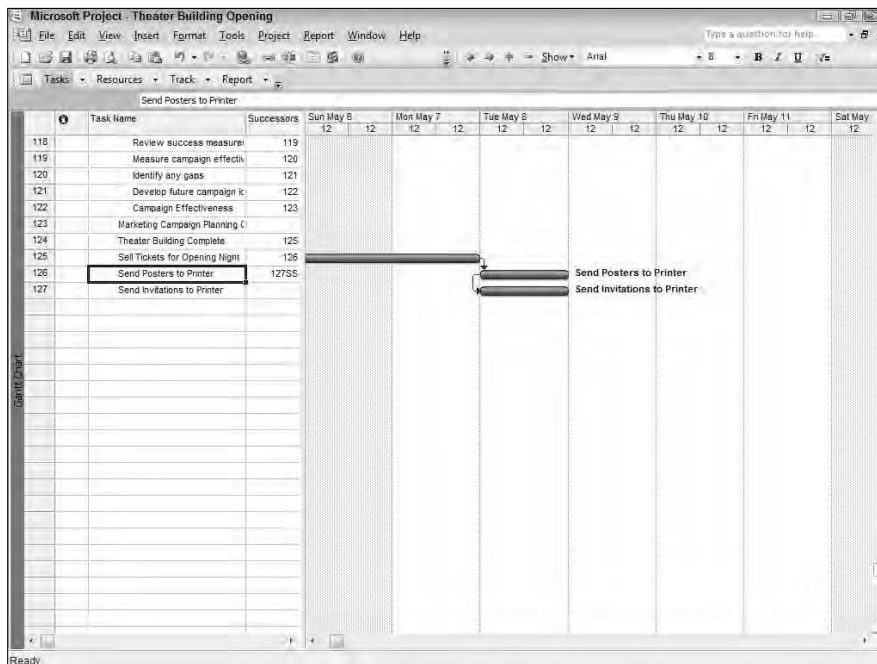 Microsoft Project - Theater Building Opening
File Edit View Insert Format Tools Project Report Window Help Type a question for help
Show Arial 8 B I U
Tasks Resources Track Report
Send Posters to Printer
Task Name Successors Sun May 6 Mon May 7 Tue May 8 Wed May 9 Thu May 10 Fri May 11 Sat May
12 12 12 12 12 12 12 12 12 12 12 12 12
118 Review success measure 119
119 Measure campaign effectiv 120
120 Identify any gaps 121
121 Develop future campaign ic 122
122 Campaign Effectiveness 123
123 Marketing Campaign Planning C
124 Theater Building Complete 125
125 Sell Tickets for Opening Night 126
126 Send Posters to Printer 127SS Send Posters to Printer
127 Send Invitations to Printer Send Invitations to Printer
Gantt Chart
Ready